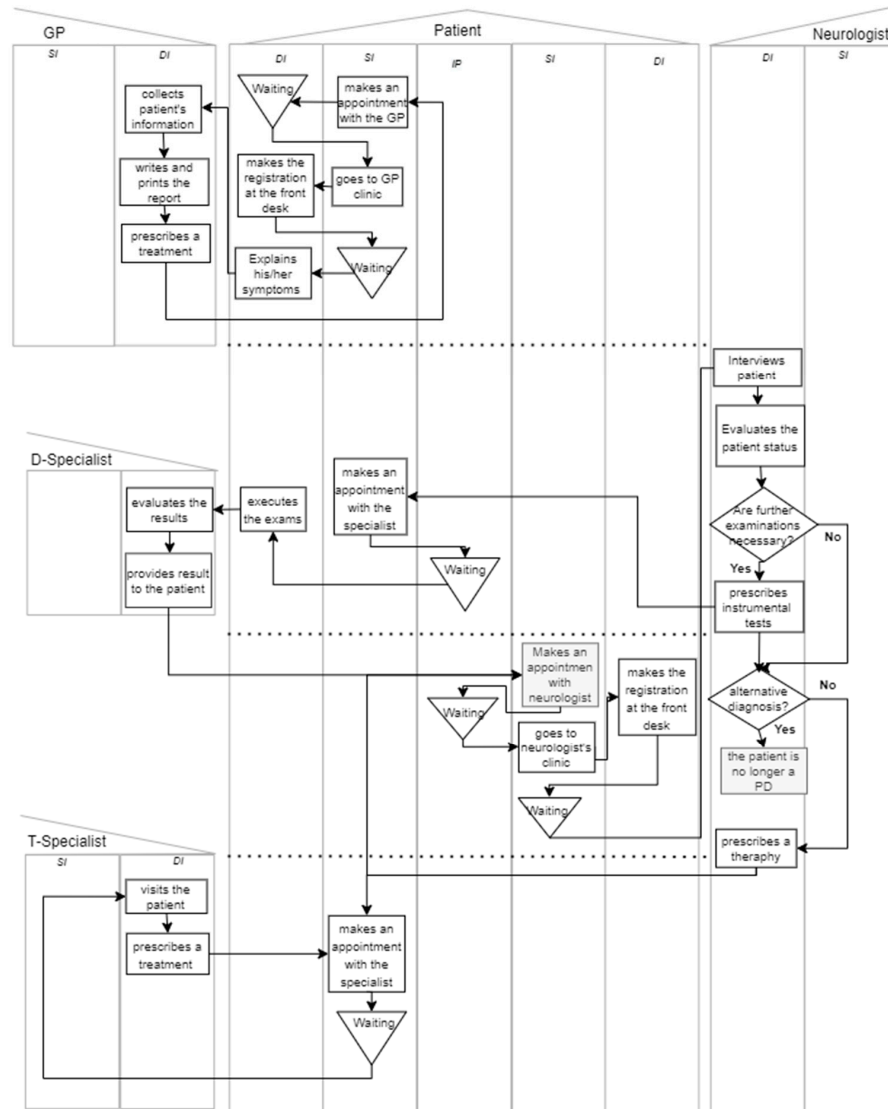 GP
Patient
Neurologist
SI
DI
DI
SI
IP
SI
DI
DI
SI
collects
patient's
information
Waiting
makes an
appointment
with the GP
writes and
prints the
report
makes the
registration
at the front
desk
goes to GP
clinic
prescribes a
treatment
Explains
his/her
symptoms
Waiting
Interviews
patient
Evaluates the
patient status
D-Specialist
evaluates the
results
executes
the exams
makes an
appointment
with the
specialist
Are further
examinations
necessary?
No
Yes
Waiting
provides result
to the patient
prescribes
instrumental
tests
Makes an
appointmen
with
neurologist
makes the
registration
at the front
desk
alternative
diagnosis?
No
Yes
Waiting
goes to
neurologist's
clinic
the patient is
no longer a
PD
Waiting
T-Specialist
SI
DI
prescribes a
theraphy
visits the
patient
prescribes a
treatment
makes an
appointment
with the
specialist
Waiting